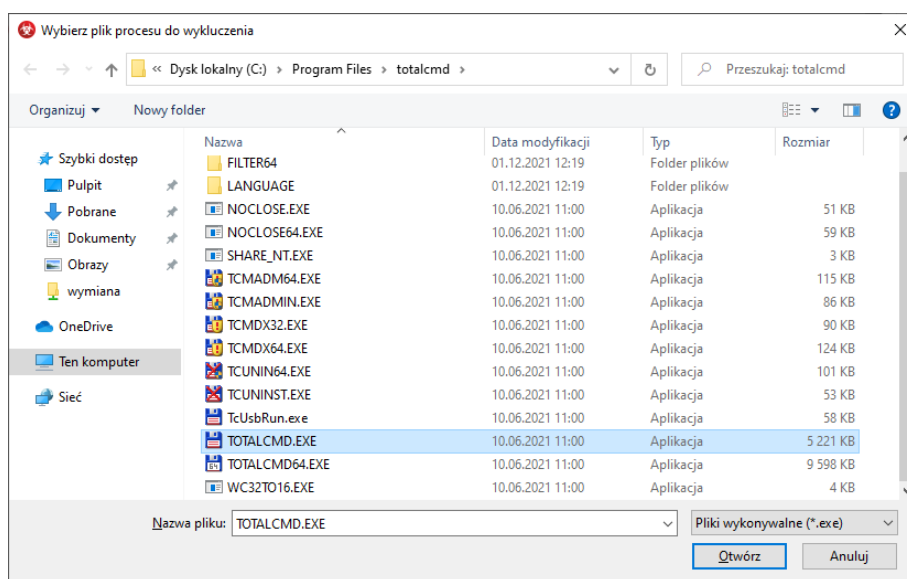 Wybierz plik procesu do wykluczenia
« Dysk lokalny (C:) › Program Files › totalcmd ›
Przeszukaj: totalcmd
Organizuj Nowy folder
Nazwa Data modyfikacji Typ Rozmiar
Szybki dostęp
Pulpit
Pobrane
Dokumenty
Obrazy
wymiana
OneDrive
Ten komputer
Sieć
FILTER64 01.12.2021 12:19 Folder plików
LANGUAGE 01.12.2021 12:19 Folder plików
NOCLOSE.EXE 10.06.2021 11:00 Aplikacja 51 KB
NOCLOSE64.EXE 10.06.2021 11:00 Aplikacja 59 KB
SHARE_NT.EXE 10.06.2021 11:00 Aplikacja 3 KB
TCMADM64.EXE 10.06.2021 11:00 Aplikacja 115 KB
TCMADMIN.EXE 10.06.2021 11:00 Aplikacja 86 KB
TCMDX32.EXE 10.06.2021 11:00 Aplikacja 90 KB
TCMDX64.EXE 10.06.2021 11:00 Aplikacja 124 KB
TCUNIN64.EXE 10.06.2021 11:00 Aplikacja 101 KB
TCUNINST.EXE 10.06.2021 11:00 Aplikacja 53 KB
TcUsbRun.exe 10.06.2021 11:00 Aplikacja 58 KB
TOTALCMD.EXE 10.06.2021 11:00 Aplikacja 5 221 KB
TOTALCMD64.EXE 10.06.2021 11:00 Aplikacja 9 598 KB
WC32TO16.EXE 10.06.2021 11:00 Aplikacja 4 KB
Nazwa pliku: TOTALCMD.EXE Pliki wykonywalne (*.exe)
Otwórz Anuluj